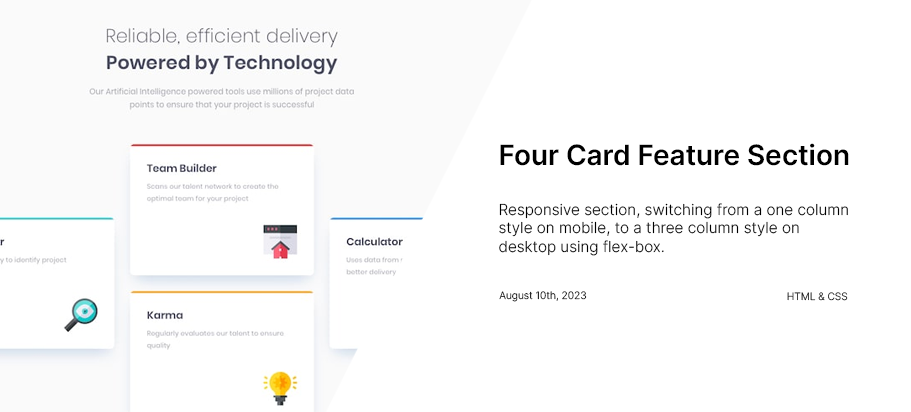 Reliable, efficient delivery
Powered by Technology
Our Artificial Intelligence powered tools use millions of project data
points to ensure that your project is successful
Team Builder
Scans our talent network to create the
optimal team for your project
r
y to identify project
Calculator
Uses data from
better delivery
Karma
Regularly evaluates our talent to ensure
quality
Four Card Feature Section
Responsive section, switching from a one column
style on mobile, to a three column style on
desktop using flex-box.
August 10th, 2023
HTML & CSS